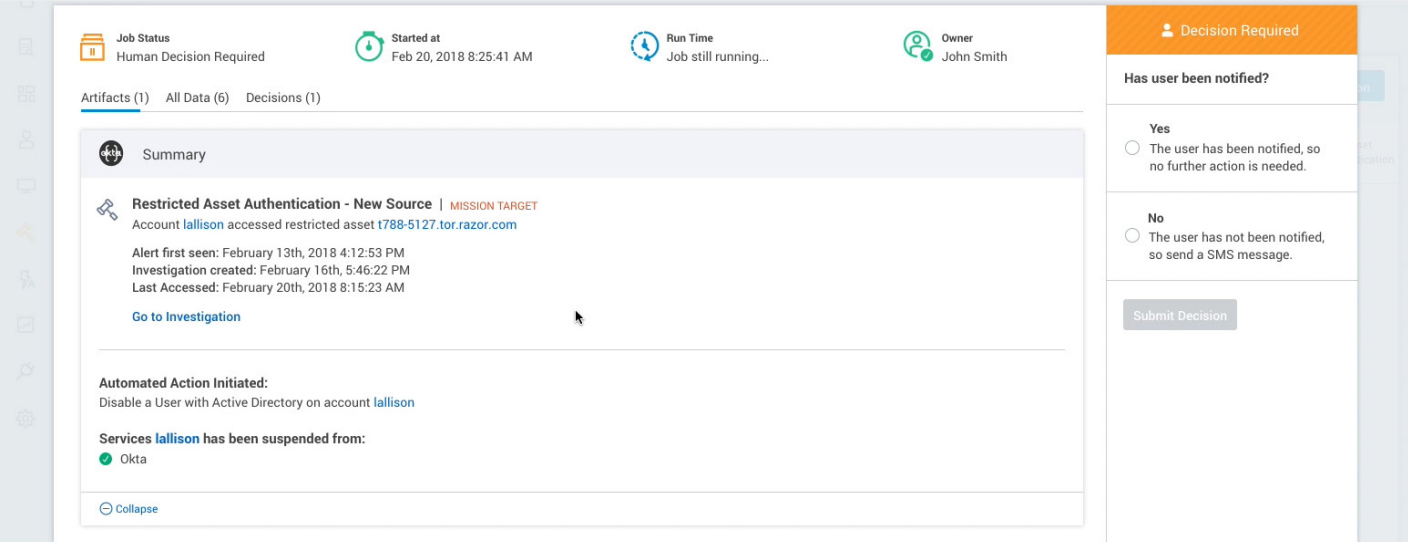 Job Status
Human Decision Required
Started at
Feb 20, 2018 8:25:41 AM
Run Time
Job still running...
Owner
John Smith
Artifacts (1) All Data (6) Decisions (1)
okta
Summary
Restricted Asset Authentication - New Source | MISSION TARGET
Account lallison accessed restricted asset t788-5127.tor.razor.com
Alert first seen: February 13th, 2018 4:12:53 PM
Investigation created: February 16th, 5:46:22 PM
Last Accessed: February 20th, 2018 8:15:23 AM
Go to Investigation
Automated Action Initiated:
Disable a User with Active Directory on account lallison
Services lallison has been suspended from:
Okta
Collapse
Decision Required
Has user been notified?
Yes
The user has been notified, so
no further action is needed.
No
The user has not been notified,
so send a SMS message.
Submit Decision